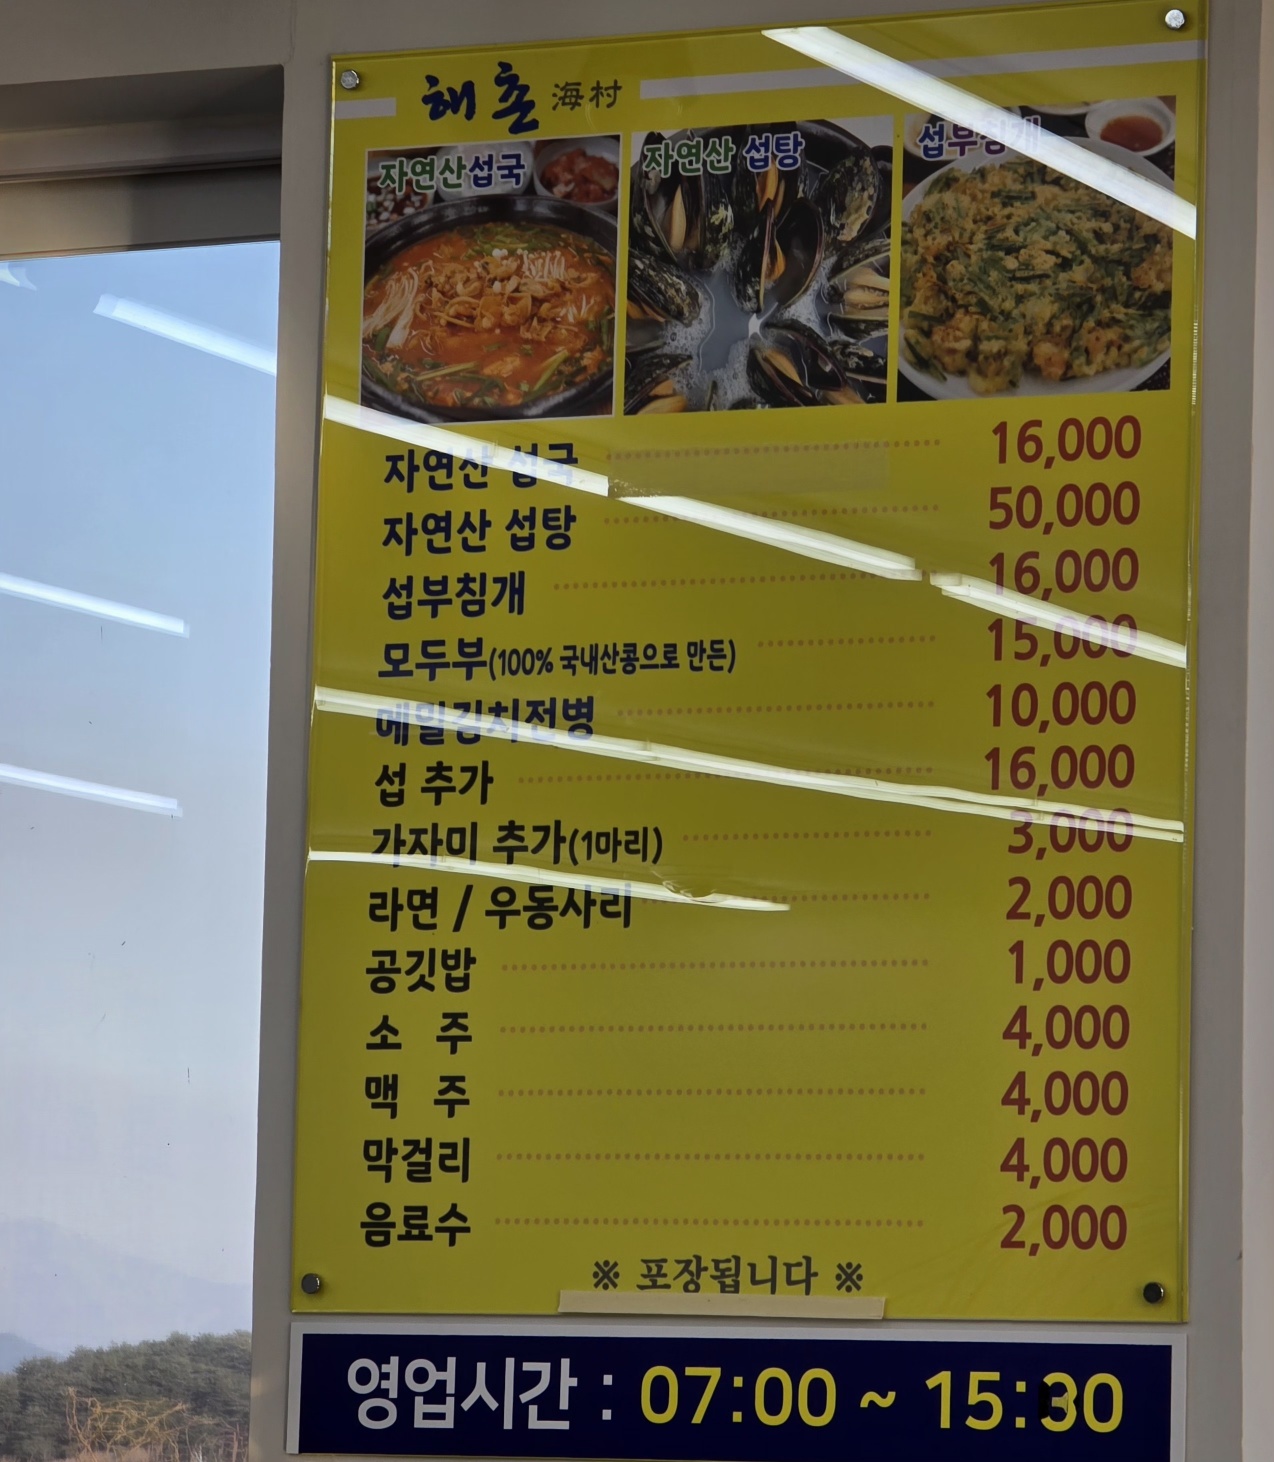 해촌 海村
자연산섭국 자연산 섭탕 섭부침개
자연산 섭국 16,000
자연산 섭탕 50,000
섭부침개 16,000
모두부(100% 국내산콩으로 만든) 15,000
메밀김치전병 10,000
섭 추가 16,000
가자미 추가(1마리) 3,000
라면 / 우동사리 2,000
공깃밥 1,000
소 주 4,000
맥 주 4,000
막걸리 4,000
음료수 2,000
※ 포장됩니다 ※
영업시간 : 07:00 ~ 15:30